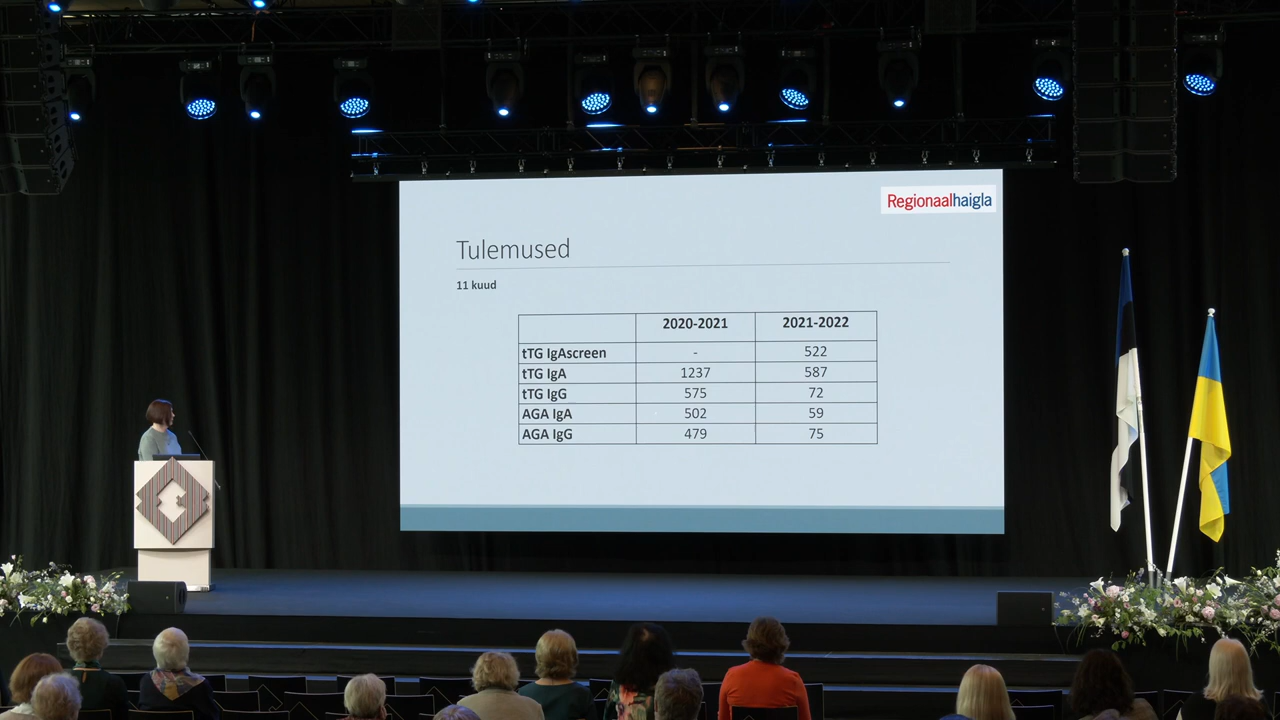 Regionaalhaigla
Tulemused
11 kuud
2020-2021 2021-2022
tTG IgAscreen - 522
tTG IgA 1237 587
tTG IgG 575 72
AGA IgA 502 59
AGA IgG 479 75